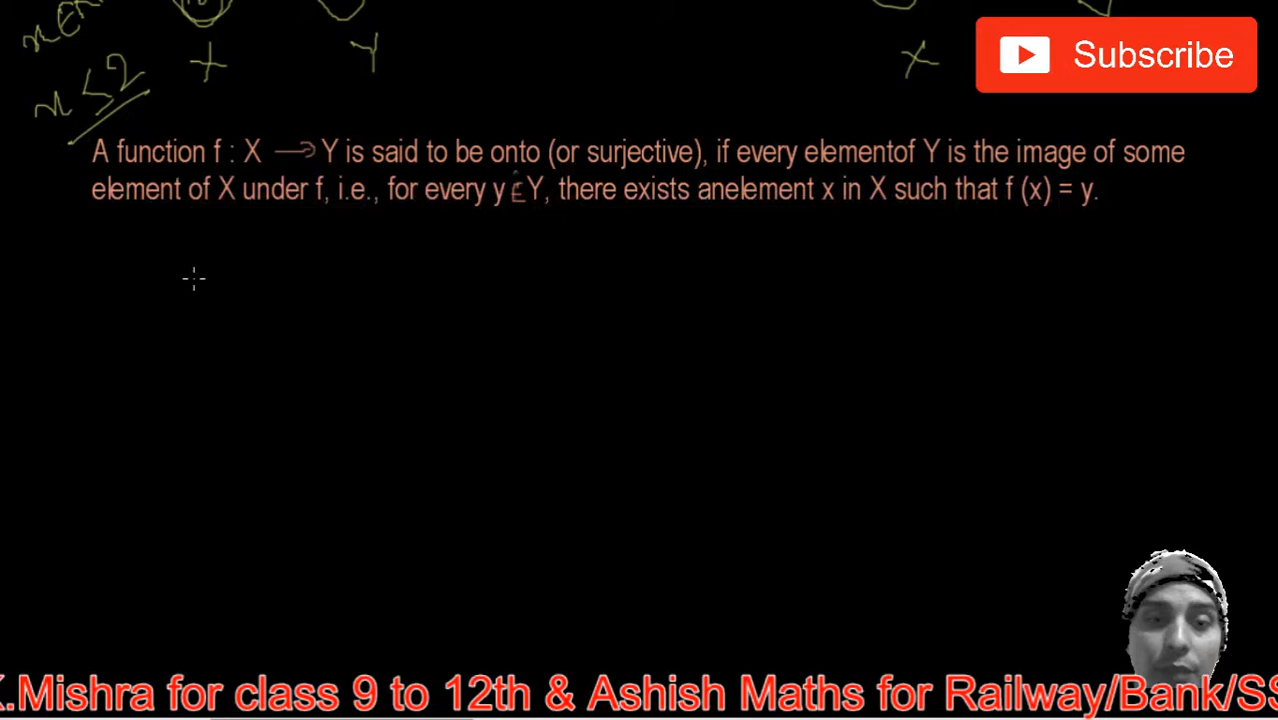 x Y x
x ≤ 2
Subscribe
A function f : X → Y is said to be onto (or surjective), if every elementof Y is the image of some
element of X under f, i.e., for every y £ Y, there exists anelement x in X such that f (x) = y.
.Mishra for class 9 to 12th & Ashish Maths for Railway/Bank/SS